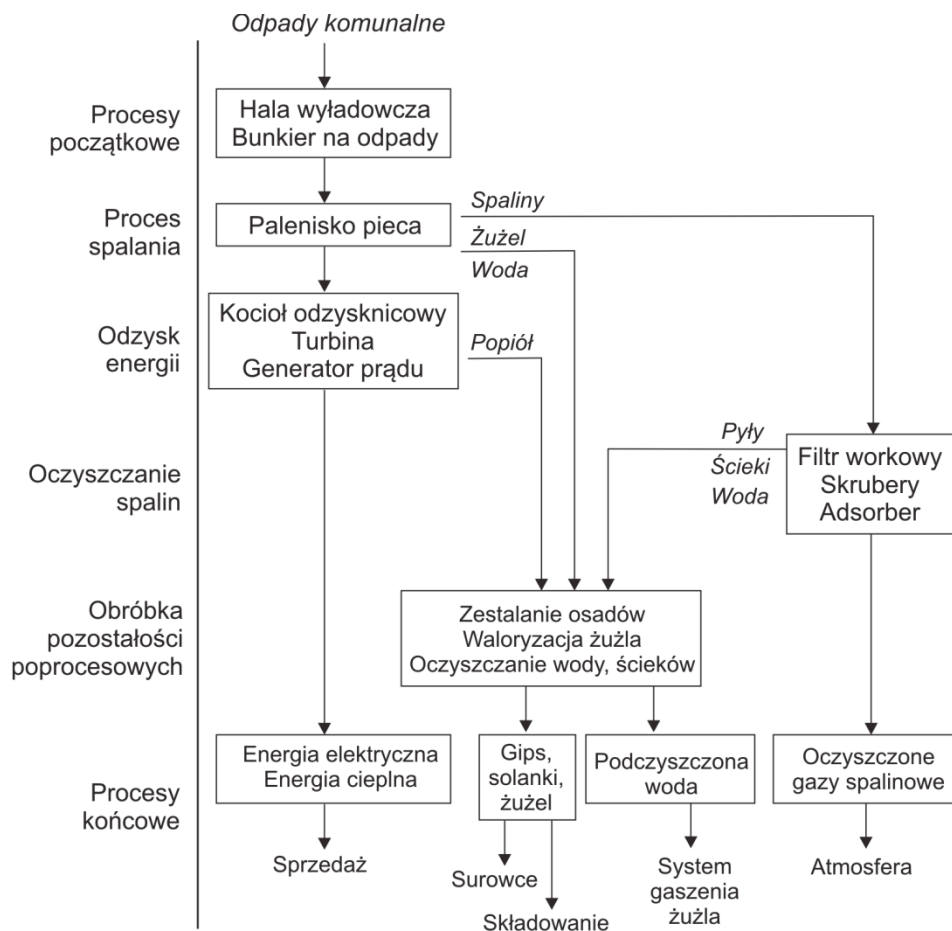 Odpady komunalne
Procesy
początkowe
Hala wyładowcza
Bunkier na odpady
Proces
spalania
Palenisko pieca
Spaliny
Żużel
Woda
Odzysk
energii
Kocioł odzysknicowy
Turbina
Generator prądu
Popiół
Oczyszczanie
spalin
Pyły
Ścieki
Woda
Filtr workowy
Skrubery
Adsorber
Obróbka
pozostałości
poprocesowych
Zestalanie osadów
Waloryzacja żużla
Oczyszczanie wody, ścieków
Procesy
końcowe
Energia elektryczna
Energia cieplna
Gips,
solanki,
żużel
Podczyszczona
woda
Oczyszczone
gazy spalinowe
Sprzedaż
Surowce
Składowanie
System
gaszenia
żużla
Atmosfera